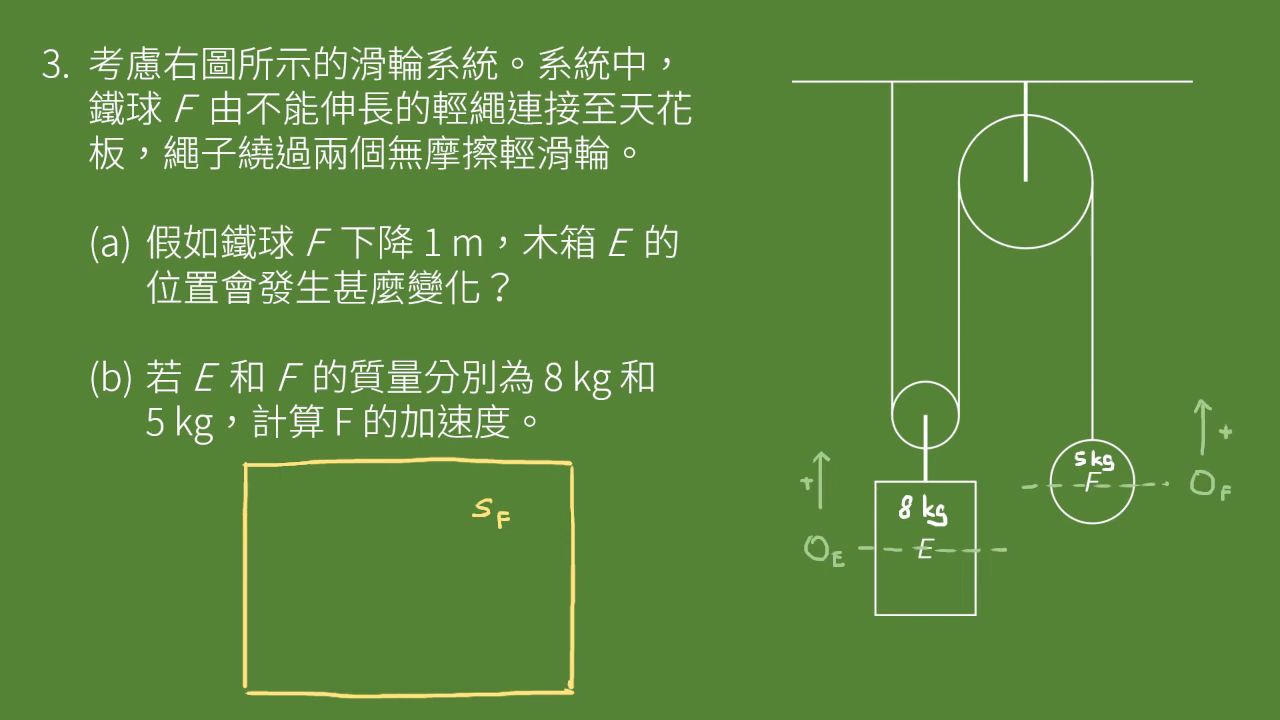 3. 考慮右圖所示的滑輪系統。系統中，
鐵球 F 由不能伸長的輕繩連接至天花
板，繩子繞過兩個無摩擦輕滑輪。
(a) 假如鐵球 F 下降 1 m，木箱 E 的
位置會發生甚麼變化？
(b) 若 E 和 F 的質量分別為 8 kg 和
5 kg，計算 F 的加速度。
S_F
+
8 kg
E
O_E
5kg
F
+
O_F